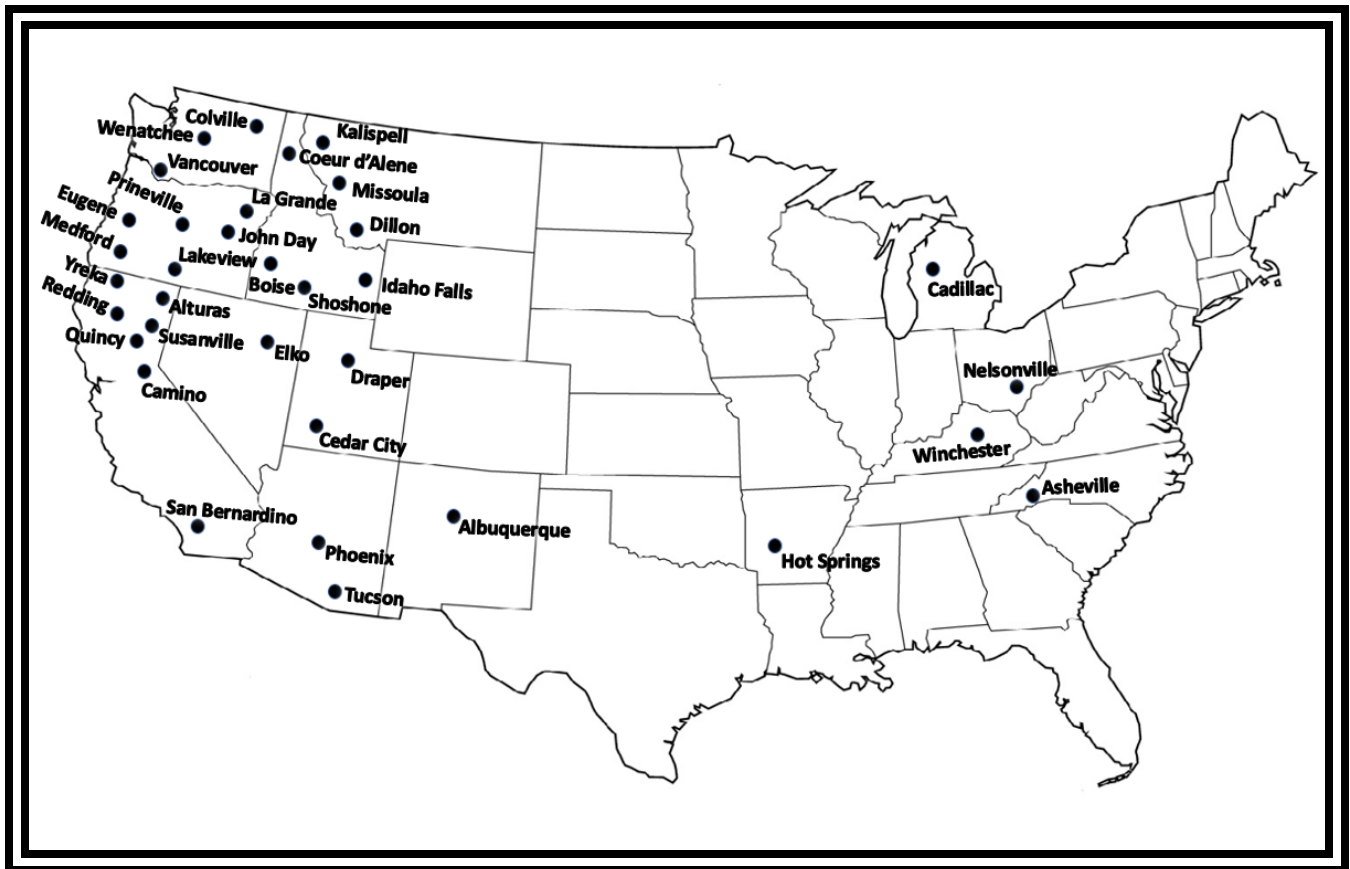 Colville
Kalispell
Wenatchee
Coeur d'Alene
Vancouver
Missoula
Prineville
La Grande
Eugene
Dillon
John Day
Medford
Lakeview
Yreka
Boise
Idaho Falls
Shoshone
Redding
Alturas
Cadillac
Quincy
Susanville
Elko
Draper
Nelsonville
Camino
Cedar City
Winchester
Asheville
San Bernardino
Albuquerque
Phoenix
Hot Springs
Tucson